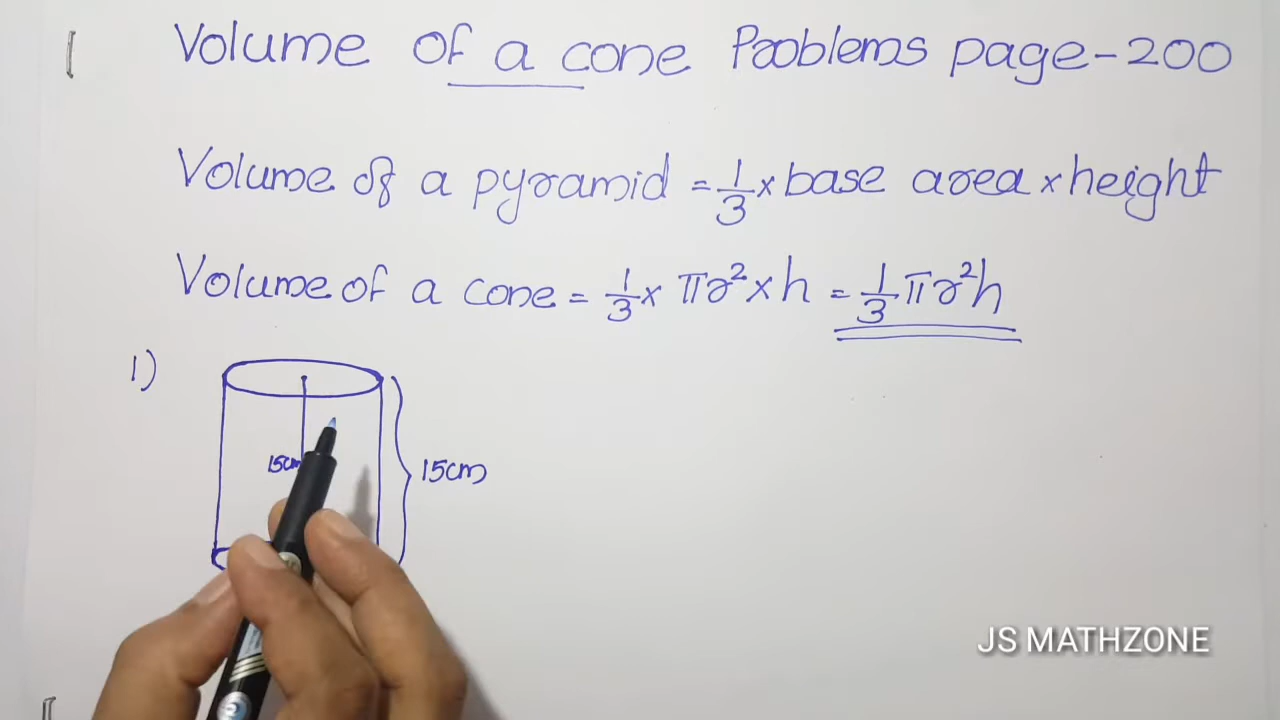 Volume of a cone Problems page-200
Volume of a pyramid = 1/3 × base area × height
Volume of a cone = 1/3 × πr² × h = 1/3 πr²h
1)
15cm
15cm
JS MATHZONE